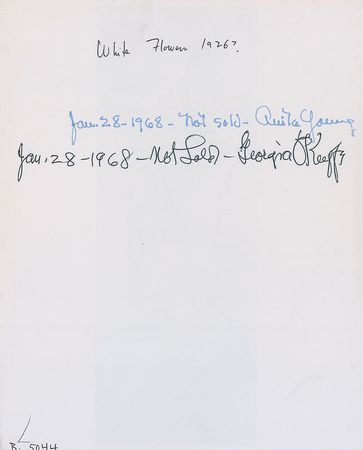 White Flowers 1926?
Jan. 28-1968 - Not sold - Anita Young
Jan. 28-1968 - Not Sold - Georgia O'Keeffe
B. 5044